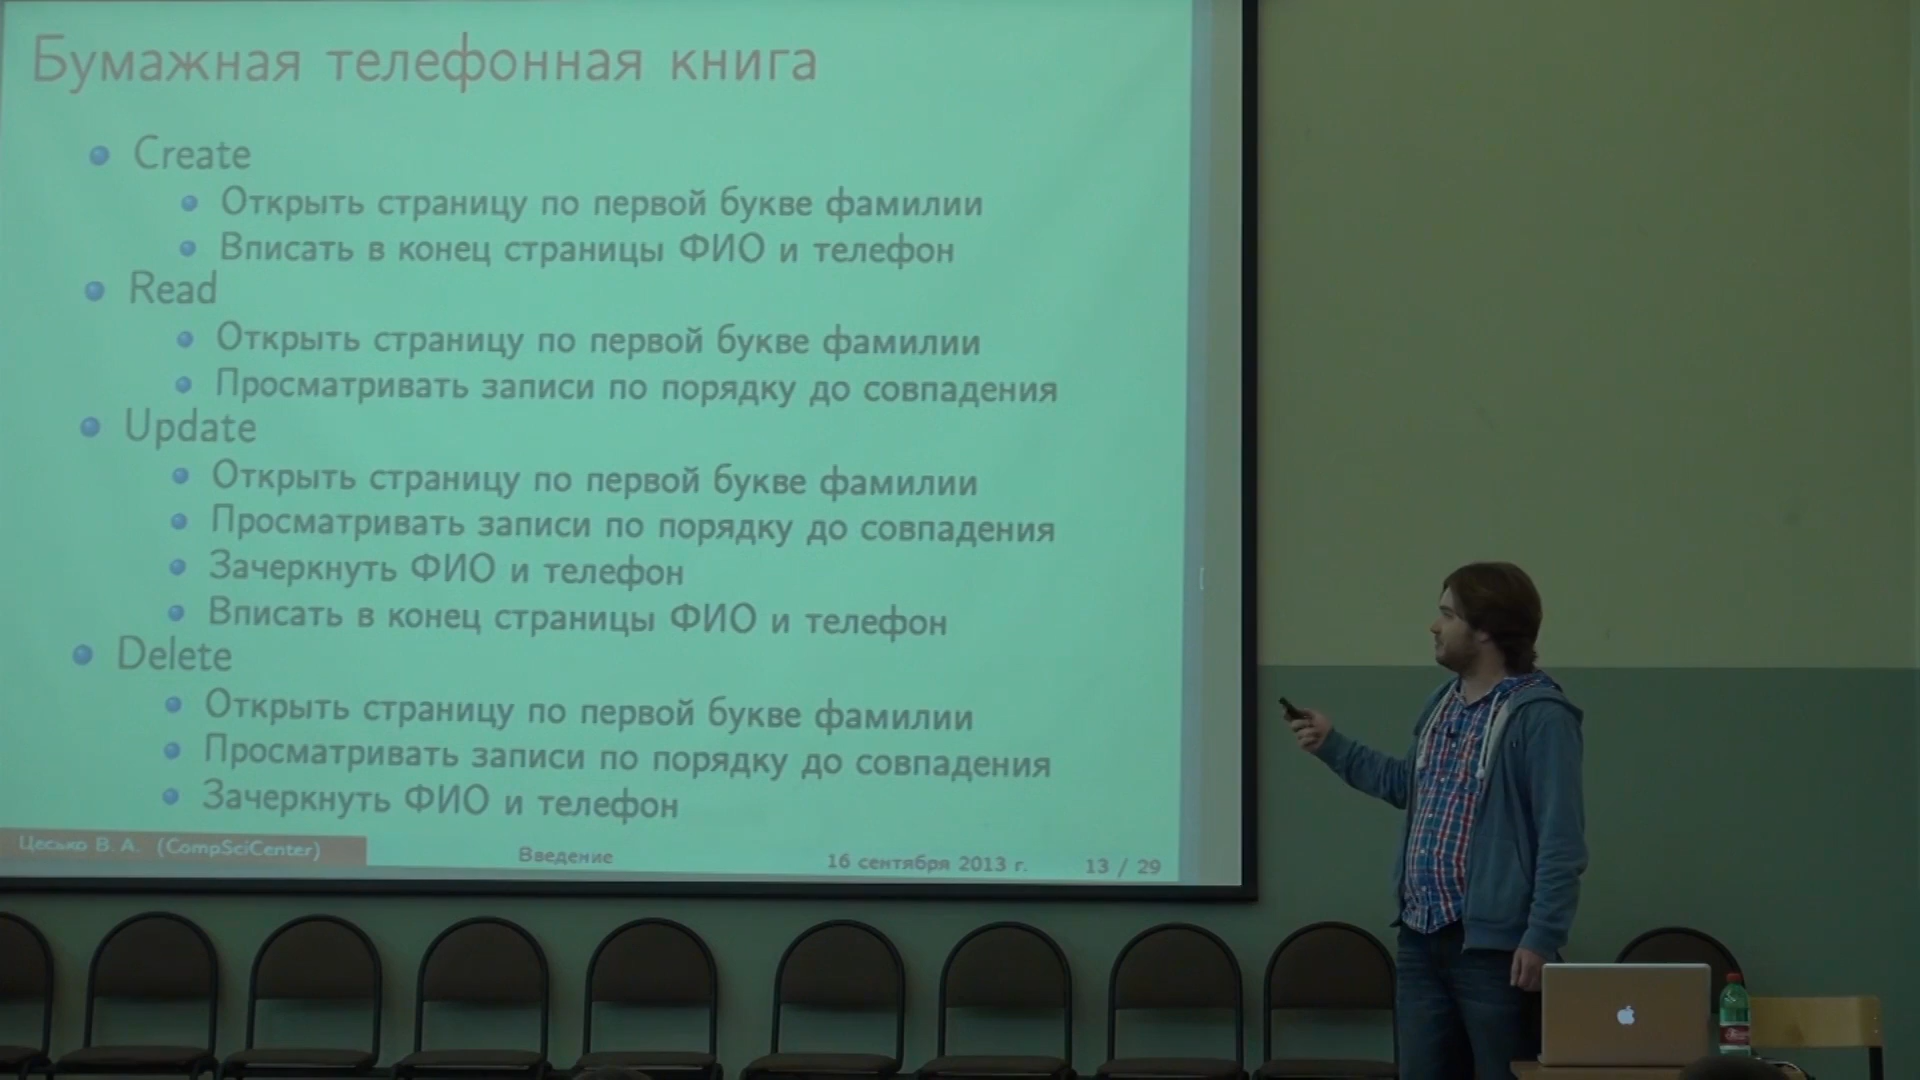 Бумажная телефонная книга
Create
Открыть страницу по первой букве фамилии
Вписать в конец страницы ФИО и телефон
Read
Открыть страницу по первой букве фамилии
Просматривать записи по порядку до совпадения
Update
Открыть страницу по первой букве фамилии
Просматривать записи по порядку до совпадения
Зачеркнуть ФИО и телефон
Вписать в конец страницы ФИО и телефон
Delete
Открыть страницу по первой букве фамилии
Просматривать записи по порядку до совпадения
Зачеркнуть ФИО и телефон
Цесько В. А. (CompSciCenter) Введение 16 сентября 2013 г. 13 / 29